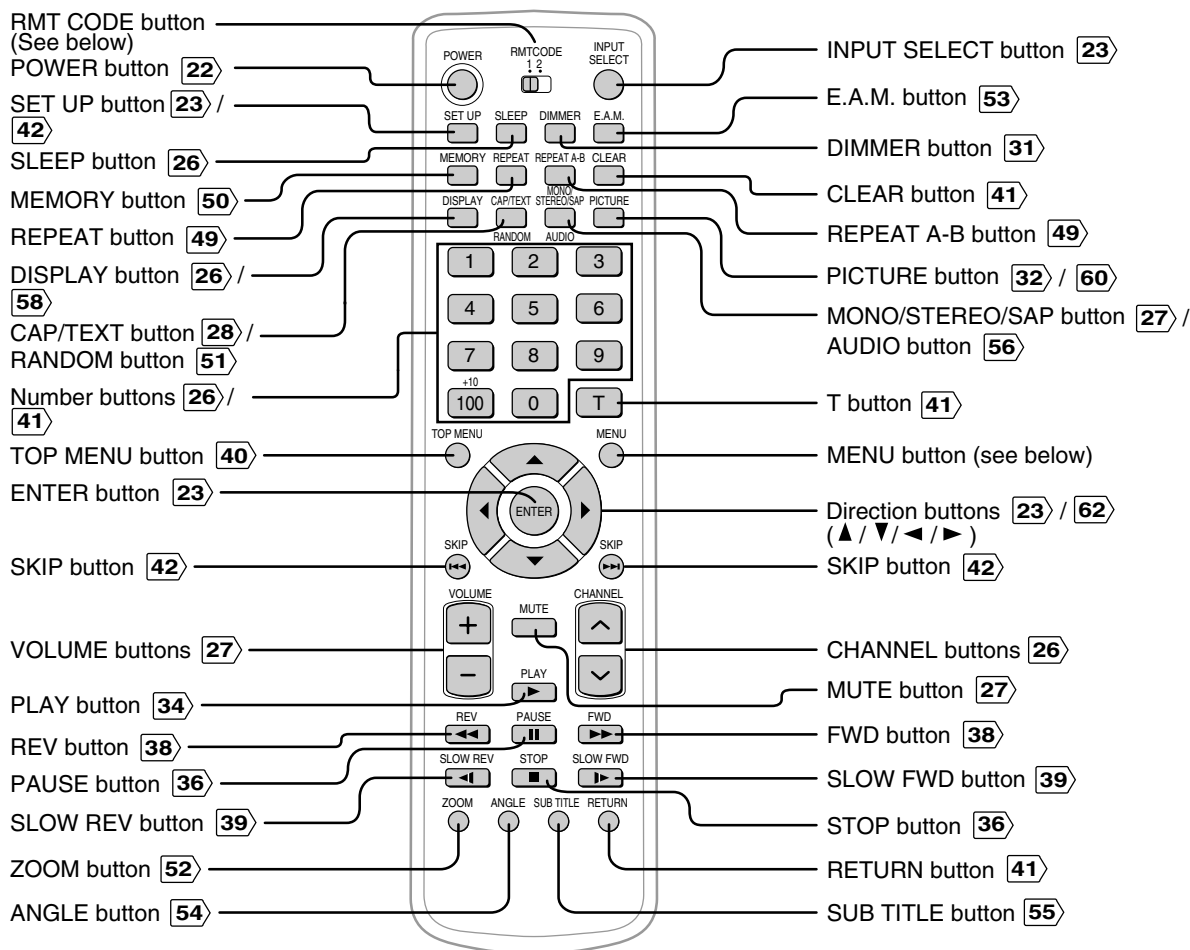 RMT CODE button
(See below)
POWER button 22
SET UP button 23 /
42
SLEEP button 26
MEMORY button 50
REPEAT button 49
DISPLAY button 26 /
58
CAP/TEXT button 28 /
RANDOM button 51
Number buttons 26 /
41
TOP MENU button 40
ENTER button 23
SKIP button 42
VOLUME buttons 27
PLAY button 34
REV button 38
PAUSE button 36
SLOW REV button 39
ZOOM button 52
ANGLE button 54
POWER
RMTCODE
1 2
INPUT
SELECT
SET UP SLEEP DIMMER E.A.M.
MEMORY REPEAT REPEAT A-B CLEAR
MONO/
DISPLAY CAP/TEXT STEREO/SAP PICTURE
RANDOM AUDIO
1 2 3
4 5 6
7 8 9
+10
100 0 T
TOP MENU MENU
ENTER
SKIP SKIP
VOLUME CHANNEL
MUTE
+
−
PLAY
REV PAUSE FWD
SLOW REV STOP SLOW FWD
ZOOM ANGLE SUB TITLE RETURN
INPUT SELECT button 23
E.A.M. button 53
DIMMER button 31
CLEAR button 41
REPEAT A-B button 49
PICTURE button 32 / 60
MONO/STEREO/SAP button 27 /
AUDIO button 56
T button 41
MENU button (see below)
Direction buttons 23 / 62
(▲ / ▼ / ◄ / ► )
SKIP button 42
CHANNEL buttons 26
MUTE button 27
FWD button 38
SLOW FWD button 39
STOP button 36
RETURN button 41
SUB TITLE button 55